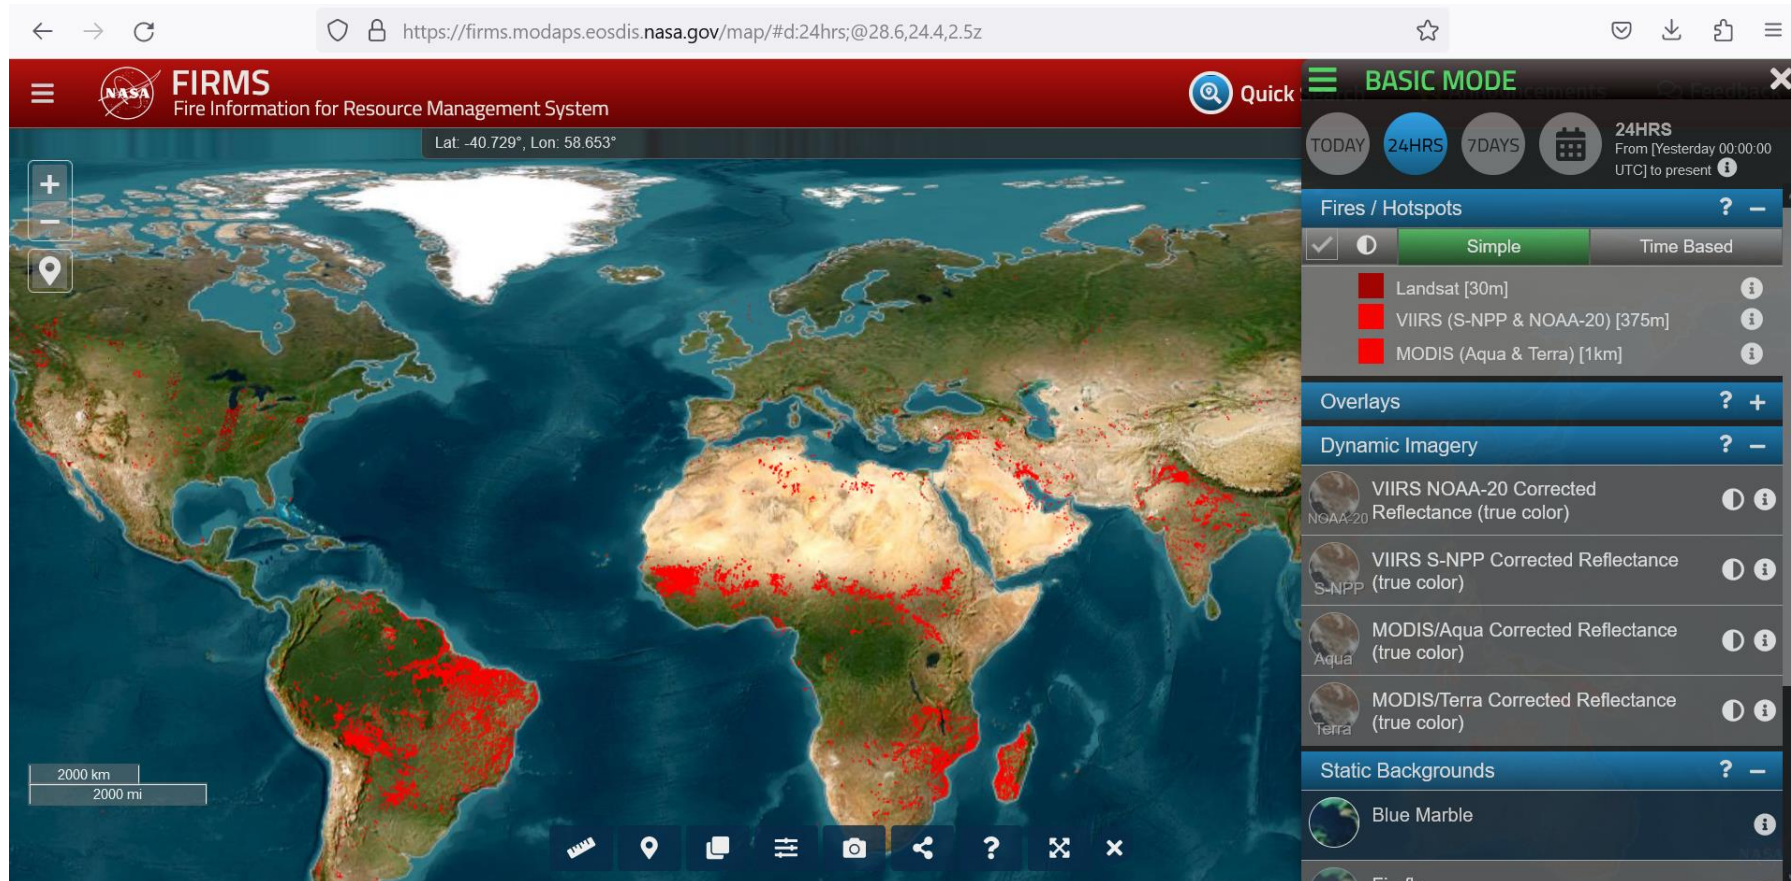 https://firms.modaps.eosdis.nasa.gov/map/#d:24hrs;@28.6,24.4,2.5z
NASA
FIRMS
Fire Information for Resource Management System
Quick
BASIC MODE
Lat: -40.729°, Lon: 58.653°
TODAY
24HRS
7DAYS
24HRS
From [Yesterday 00:00:00
UTC] to present
Fires / Hotspots
Simple
Time Based
Landsat [30m]
VIIRS (S-NPP & NOAA-20) [375m]
MODIS (Aqua & Terra) [1km]
Overlays
Dynamic Imagery
VIIRS NOAA-20 Corrected
Reflectance (true color)
NOAA-20
VIIRS S-NPP Corrected Reflectance
(true color)
S-NPP
MODIS/Aqua Corrected Reflectance
(true color)
Aqua
MODIS/Terra Corrected Reflectance
(true color)
Terra
Static Backgrounds
Blue Marble
2000 km
2000 mi